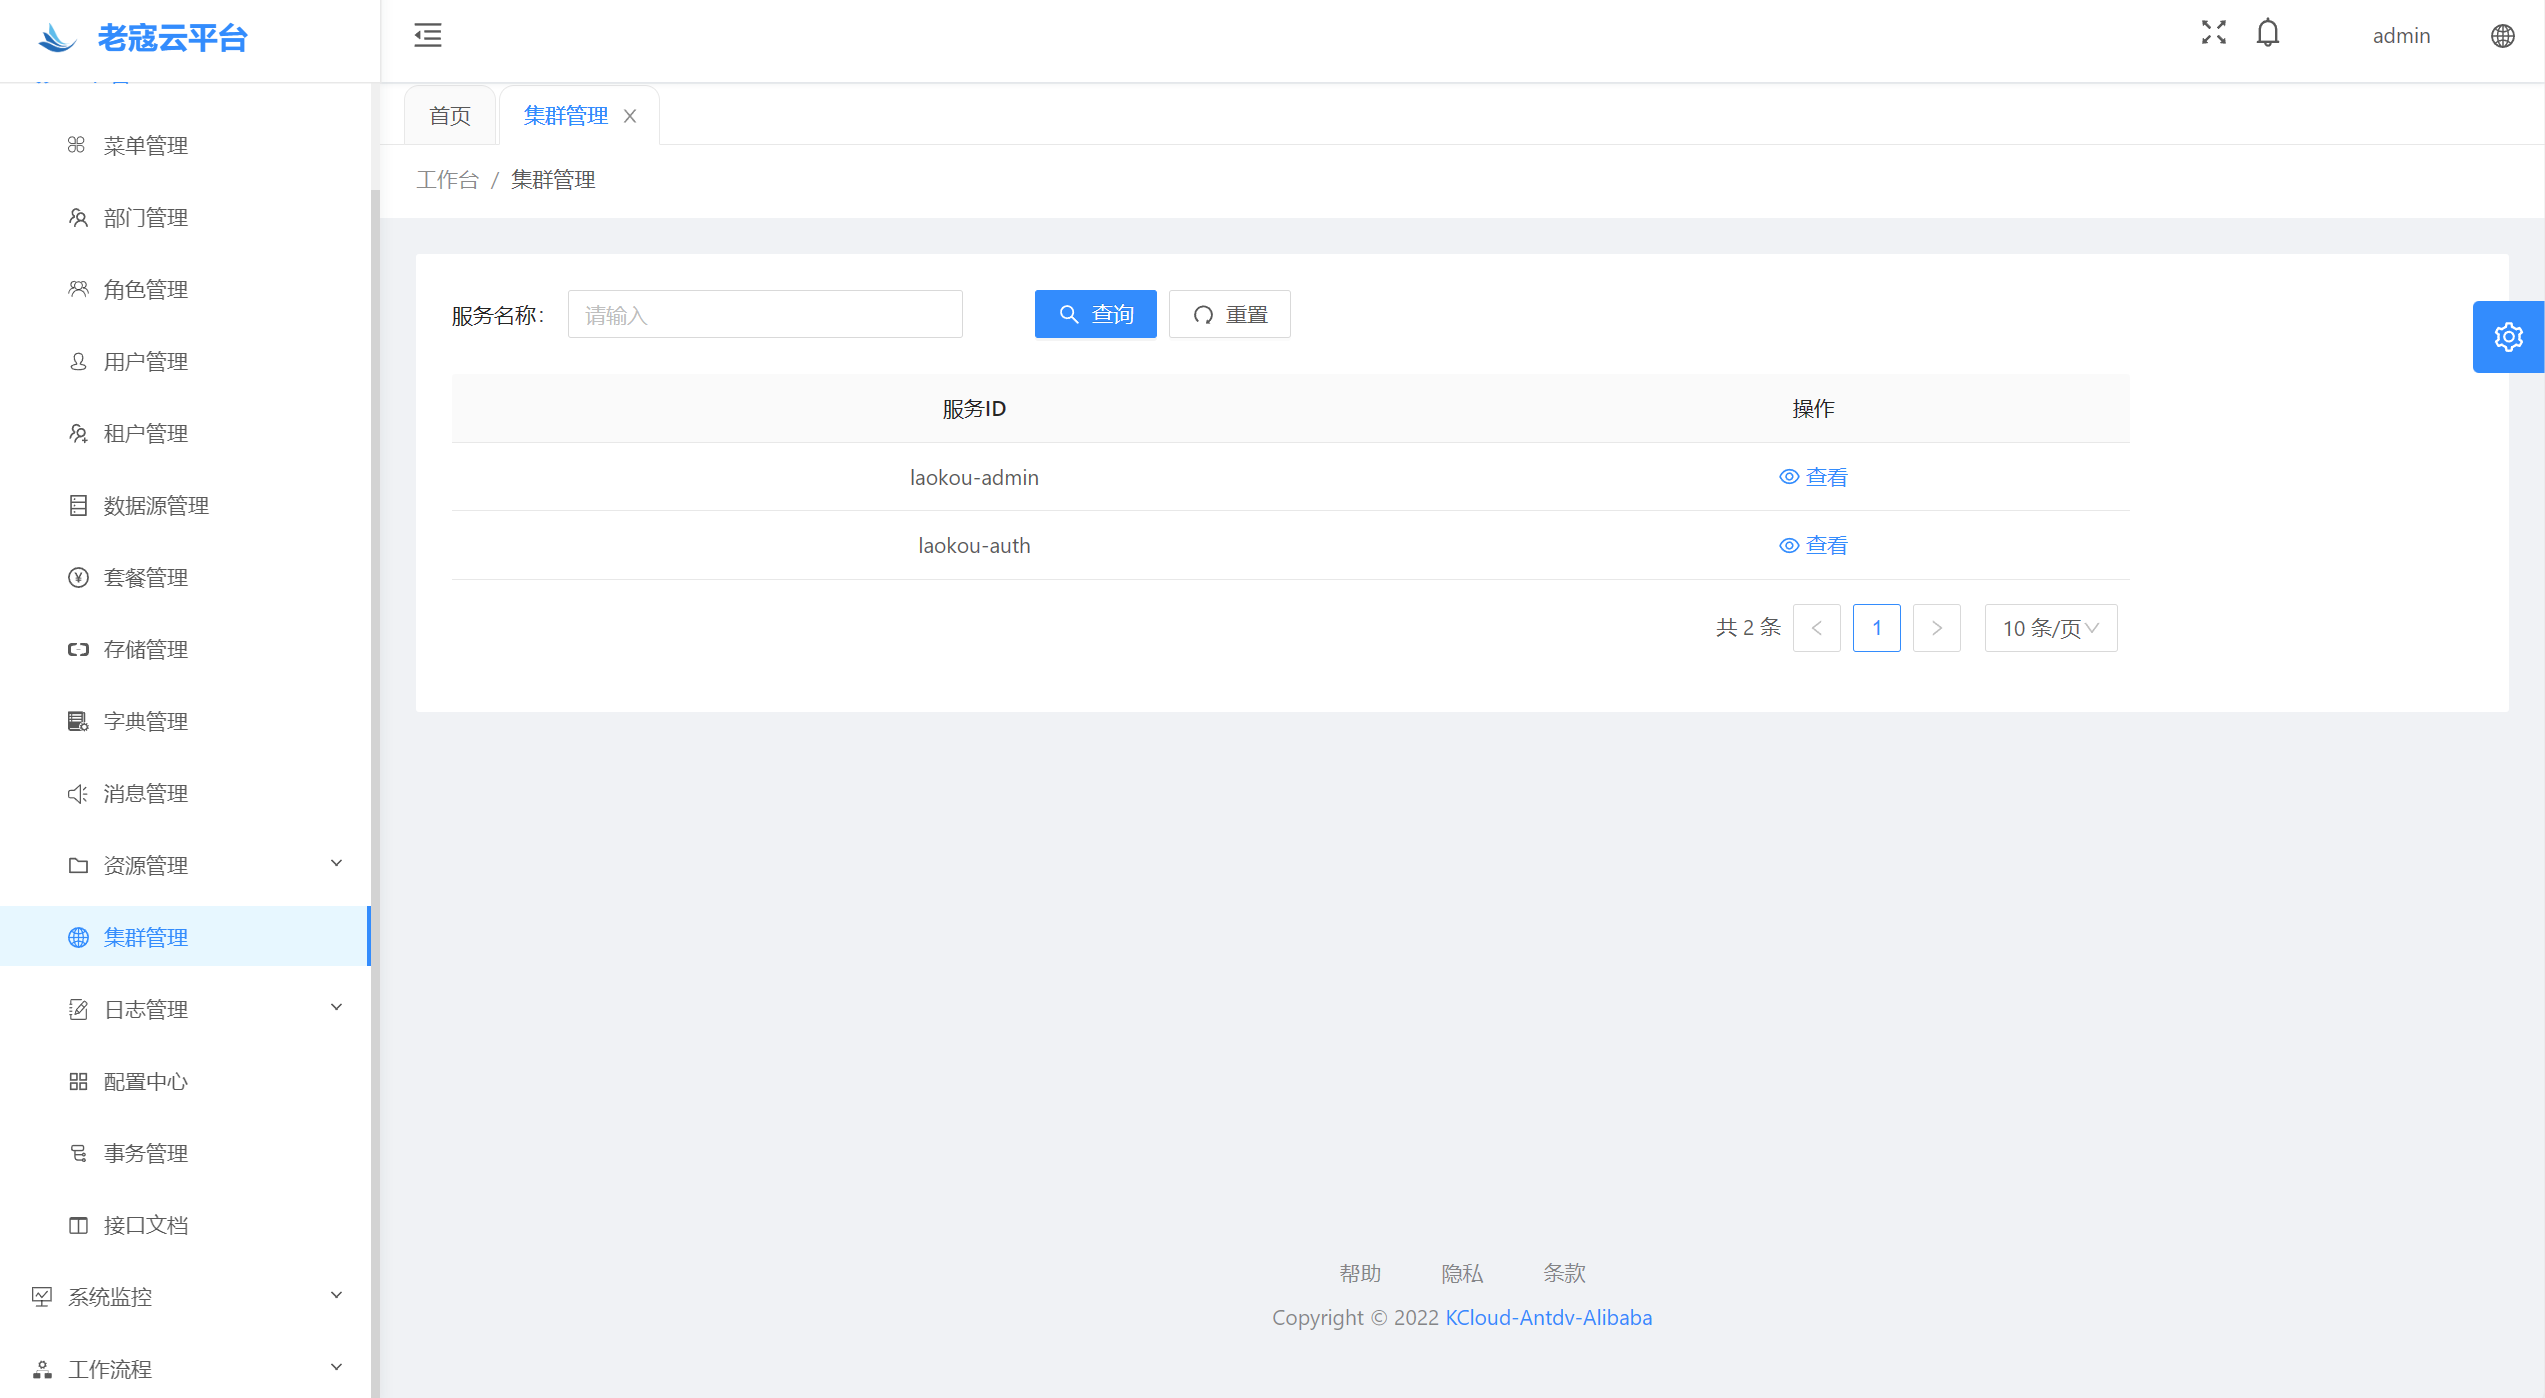 老寇云平台
admin
菜单管理
部门管理
角色管理
用户管理
租户管理
数据源管理
套餐管理
存储管理
字典管理
消息管理
资源管理
集群管理
日志管理
配置中心
事务管理
接口文档
系统监控
工作流程
首页 集群管理
工作台 / 集群管理
服务名称: 请输入 查询 重置
服务ID 操作
laokou-admin 查看
laokou-auth 查看
共 2 条 1 10 条/页
帮助 隐私 条款
Copyright © 2022 KCloud-Antdv-Alibaba